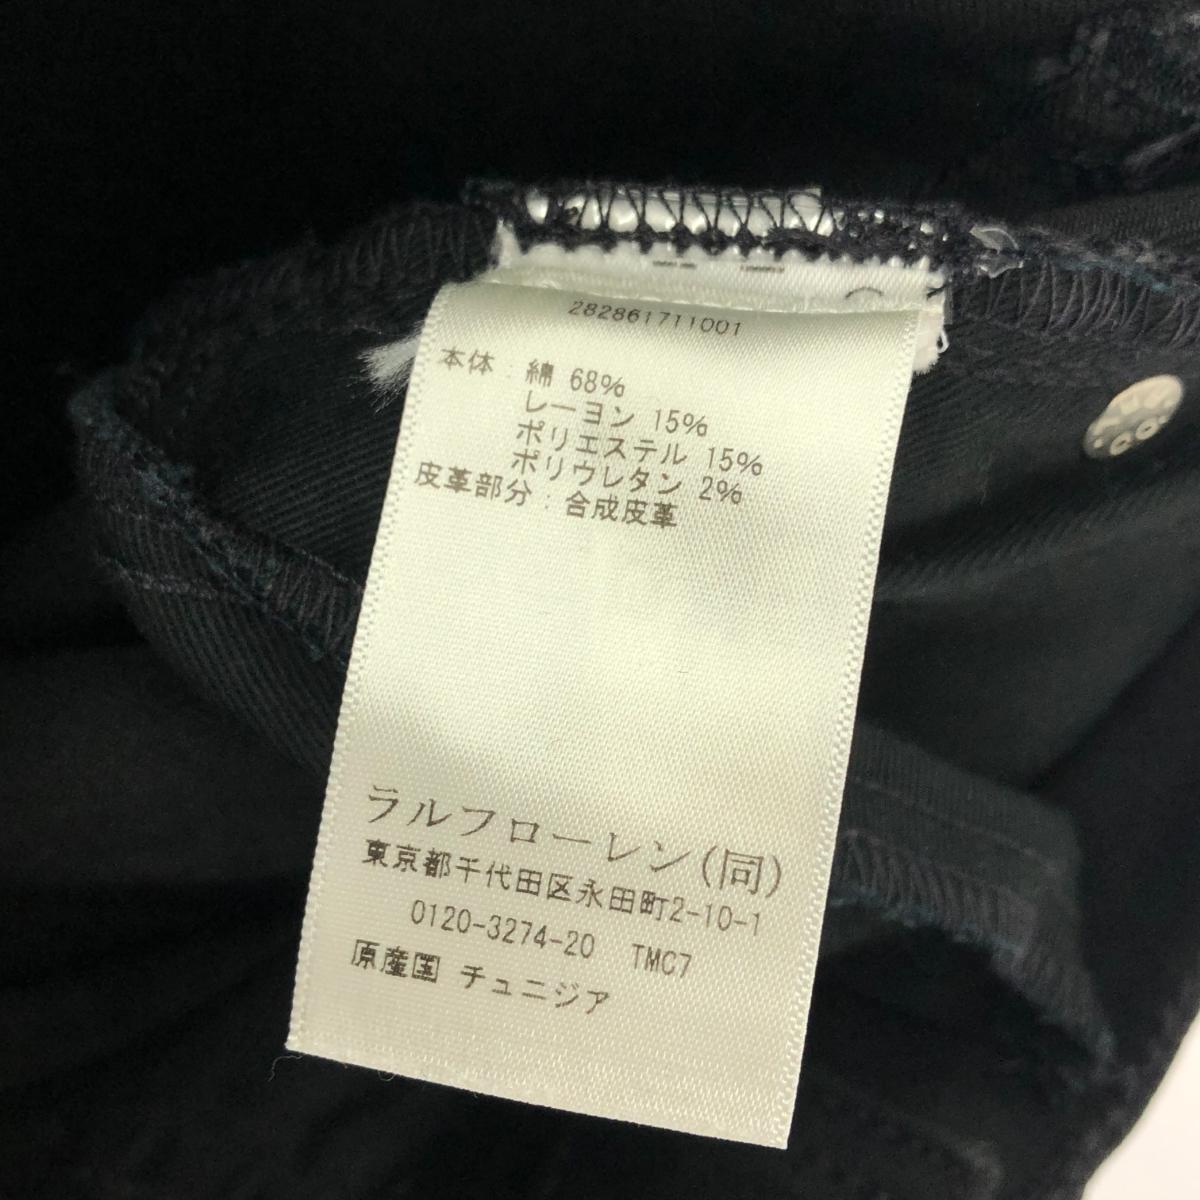 282861711001
本体 : 綿 68%
レーヨン 15%
ポリエステル 15%
ポリウレタン 2%
皮革部分 : 合成皮革
ラルフローレン(同)
東京都千代田区永田町2-10-1
0120-3274-20 TMC7
原産国 チュニジア